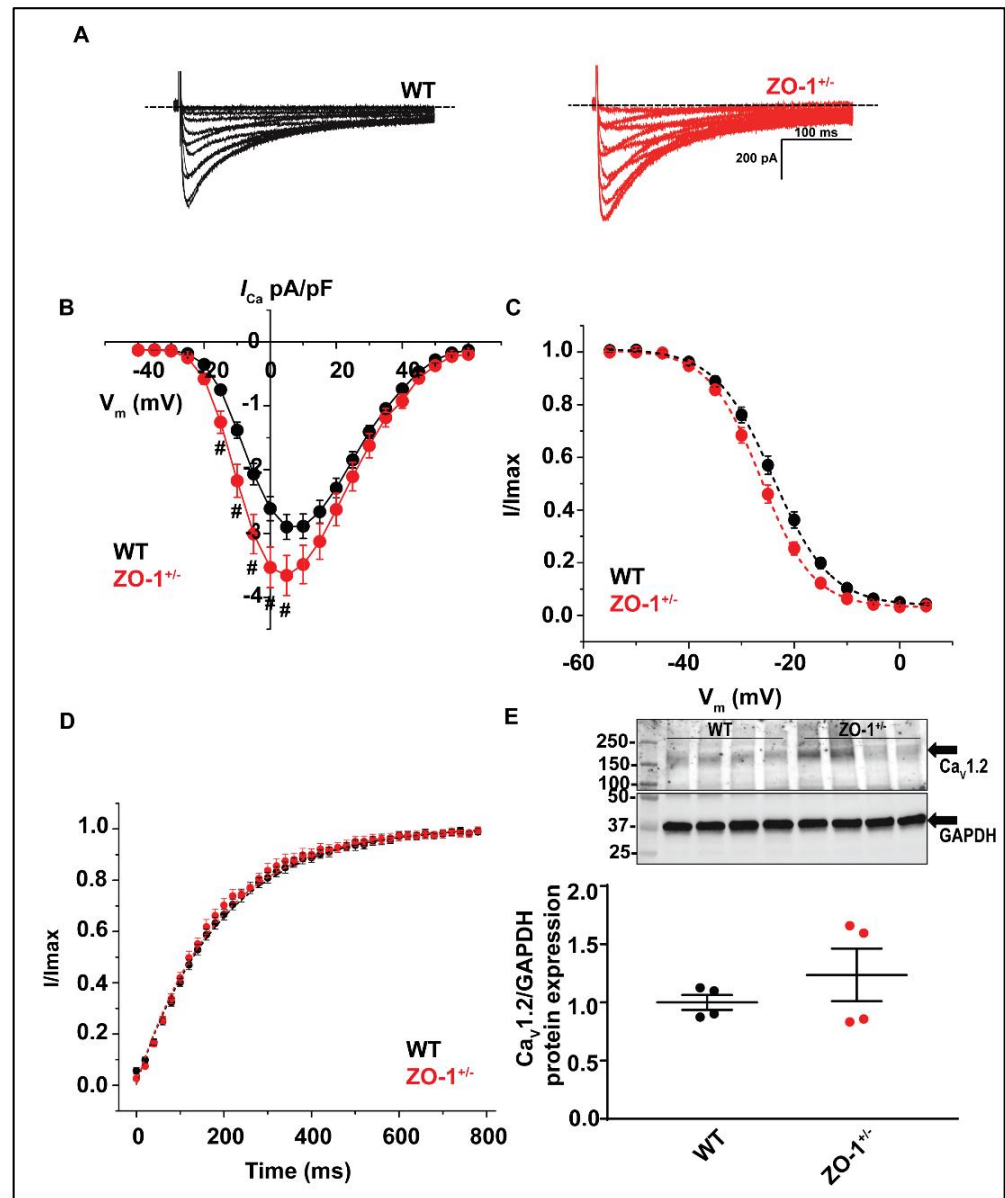 A
WT
ZO-1+/-
100 ms
200 pA
B
ICa pA/pF
0
-40 -20 0 20 40
Vm (mV)
-1
-2
-3
-4
# # # # #
WT
ZO-1+/-
C
I/Imax
1.0
0.8
0.6
0.4
0.2
0.0
WT
ZO-1+/-
-60 -40 -20 0
Vm (mV)
D
I/Imax
1.0
0.8
0.6
0.4
0.2
0.0
WT
ZO-1+/-
0 200 400 600 800
Time (ms)
E
WT ZO-1+/-
250
150
100
CaV1.2
50
37
25
GAPDH
CaV1.2/GAPDH
protein expression
2.0
1.5
1.0
0.5
0.0
WT
ZO-1+/-